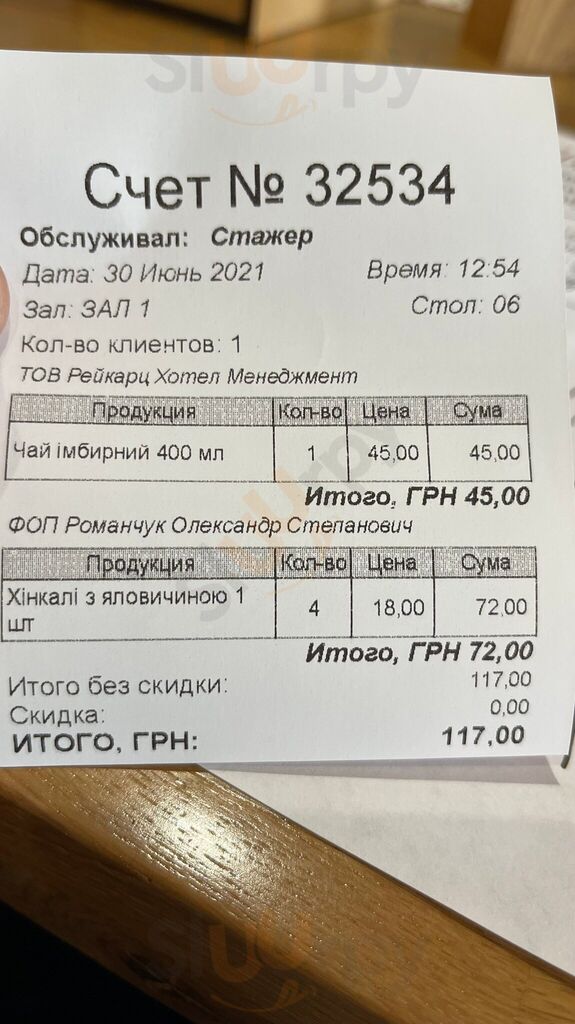 sluurpy
Счет № 32534
Обслуживал: Стажер
Дата: 30 Июнь 2021 Время: 12:54
Зал: ЗАЛ 1 Стол: 06
Кол-во клиентов: 1
ТОВ Рейкарц Хотел Менеджмент
Продукция Кол-во Цена Сума
Чай імбирний 400 мл 1 45,00 45,00
Итого, ГРН 45,00
sluurpy
ФОП Романчук Олександр Степанович
Продукция Кол-во Цена Сума
Хінкалі з яловичиною 1 шт 4 18,00 72,00
Итого, ГРН 72,00
Итого без скидки: 117,00
Скидка: 0,00
ИТОГО, ГРН: 117,00
sluurpy